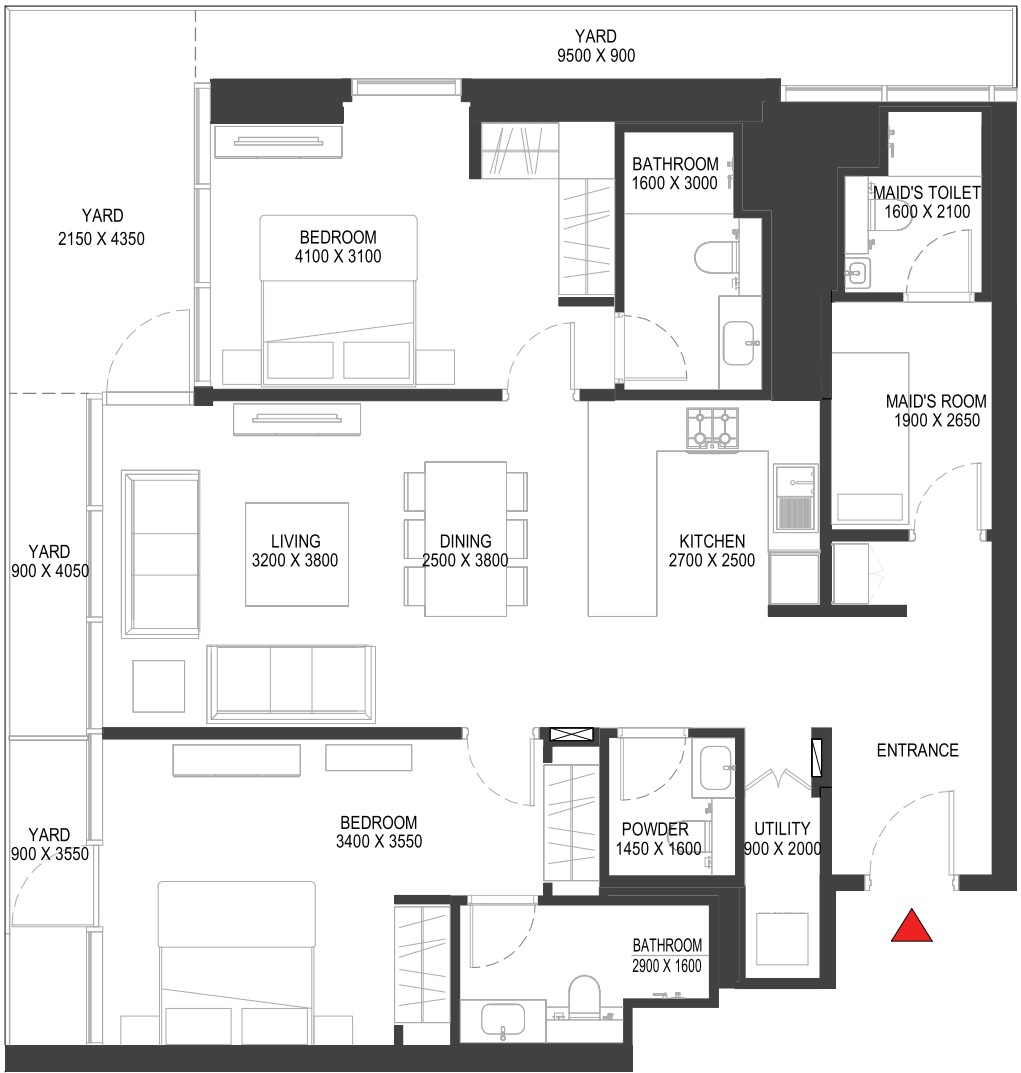 YARD
9500 X 900
BATHROOM
1600 X 3000
MAID'S TOILET
1600 X 2100
YARD
2150 X 4350
BEDROOM
4100 X 3100
MAID'S ROOM
1900 X 2650
YARD
900 X 4050
LIVING
3200 X 3800
DINING
2500 X 3800
KITCHEN
2700 X 2500
ENTRANCE
YARD
900 X 3550
BEDROOM
3400 X 3550
POWDER
1450 X 1600
UTILITY
900 X 2000
BATHROOM
2900 X 1600